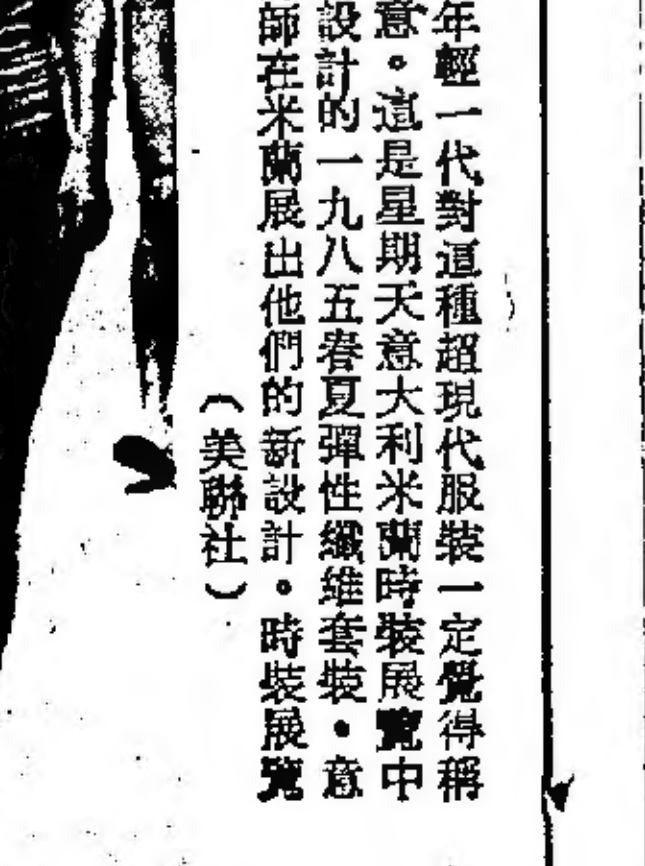 年輕一代對這種超現代服裝一定覺得稱
意。這是星期天意大利米蘭時裝展覽中
設計的一九八五春夏彈性纖維套裝。意
師在米蘭展出他們的新設計。時裝展覽
（美聯社）